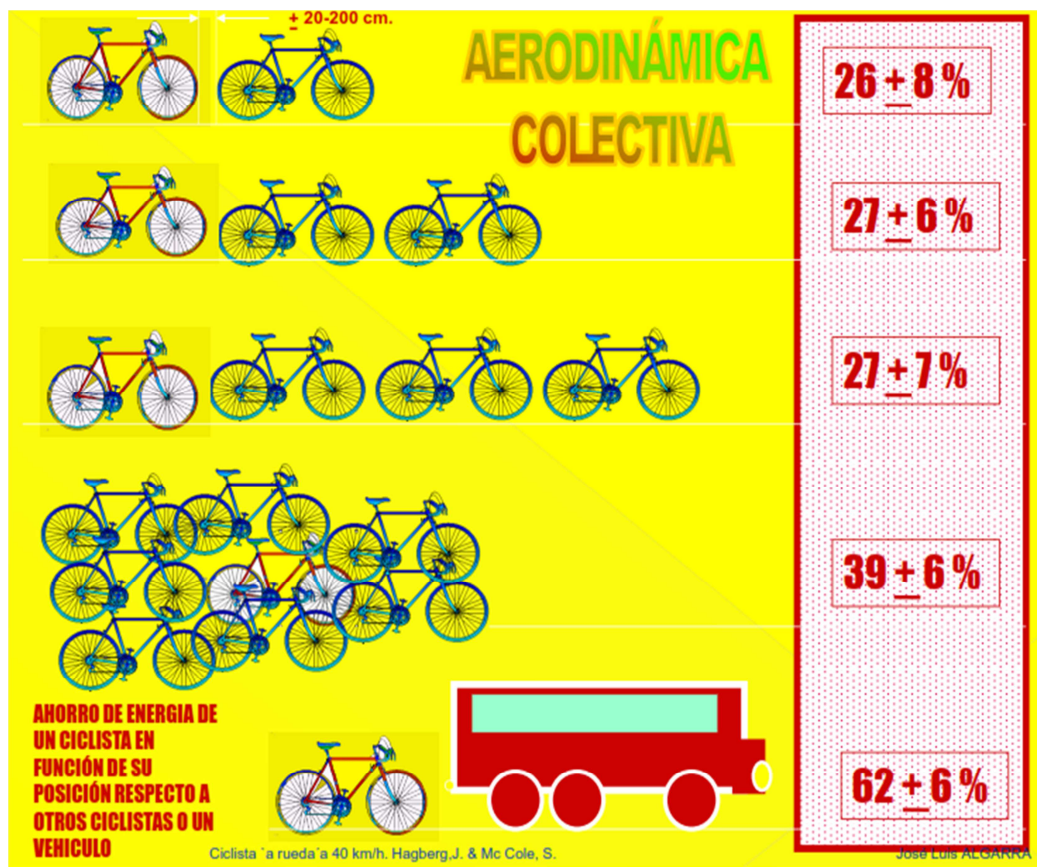 ± 20-200 cm.
AERODINÁMICA
COLECTIVA
26 ± 8 %
27 ± 6 %
27 ± 7 %
39 ± 6 %
62 ± 6 %
AHORRO DE ENERGIA DE
UN CICLISTA EN
FUNCIÓN DE SU
POSICIÓN RESPECTO A
OTROS CICLISTAS O UN
VEHICULO
Ciclista ´a rueda´a 40 km/h. Hagberg,J. & Mc Cole, S.
José Luis ALGARRA